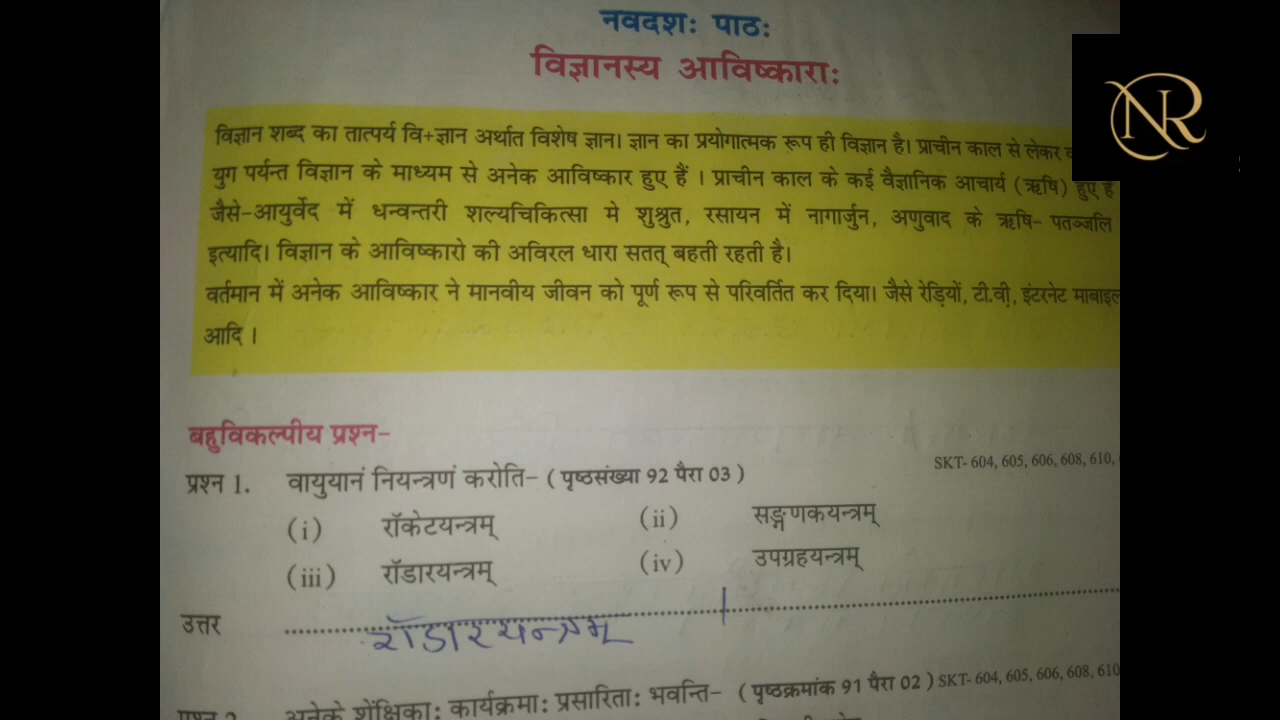 नवदशः पाठः
विज्ञानस्य आविष्काराः
NR
विज्ञान शब्द का तात्पर्य वि+ज्ञान अर्थात विशेष ज्ञान। ज्ञान का प्रयोगात्मक रूप ही विज्ञान है। प्राचीन काल से लेकर
युग पर्यन्त विज्ञान के माध्यम से अनेक आविष्कार हुए हैं । प्राचीन काल के कई वैज्ञानिक आचार्य (ऋषि) हुए हैं
जैसे-आयुर्वेद में धन्वन्तरी शल्यचिकित्सा मे शुश्रुत, रसायन में नागार्जुन, अणुवाद के ऋषि- पतञ्जलि
इत्यादि। विज्ञान के आविष्कारो की अविरल धारा सतत् बहती रहती है।
वर्तमान में अनेक आविष्कार ने मानवीय जीवन को पूर्ण रूप से परिवर्तित कर दिया। जैसे रेड़ियों, टी.वी़, इंटरनेट माबाइल
आदि ।
बहुविकल्पीय प्रश्न-
SKT- 604, 605, 606, 608, 610,
प्रश्न 1. वायुयानं नियन्त्रणं करोति- (पृष्ठसंख्या 92 पैरा 03)
(i) रॉकेटयन्त्रम् (ii) सङ्गणकयन्त्रम्
(iii) रॉडारयन्त्रम् (iv) उपग्रहयन्त्रम्
उत्तर रॉडारयन्त्रम्
अनेके शैक्षिकाः कार्यक्रमाः प्रसारिताः भवन्ति- (पृष्ठक्रमांक 91 पैरा 02) SKT- 604, 605, 606, 608, 610